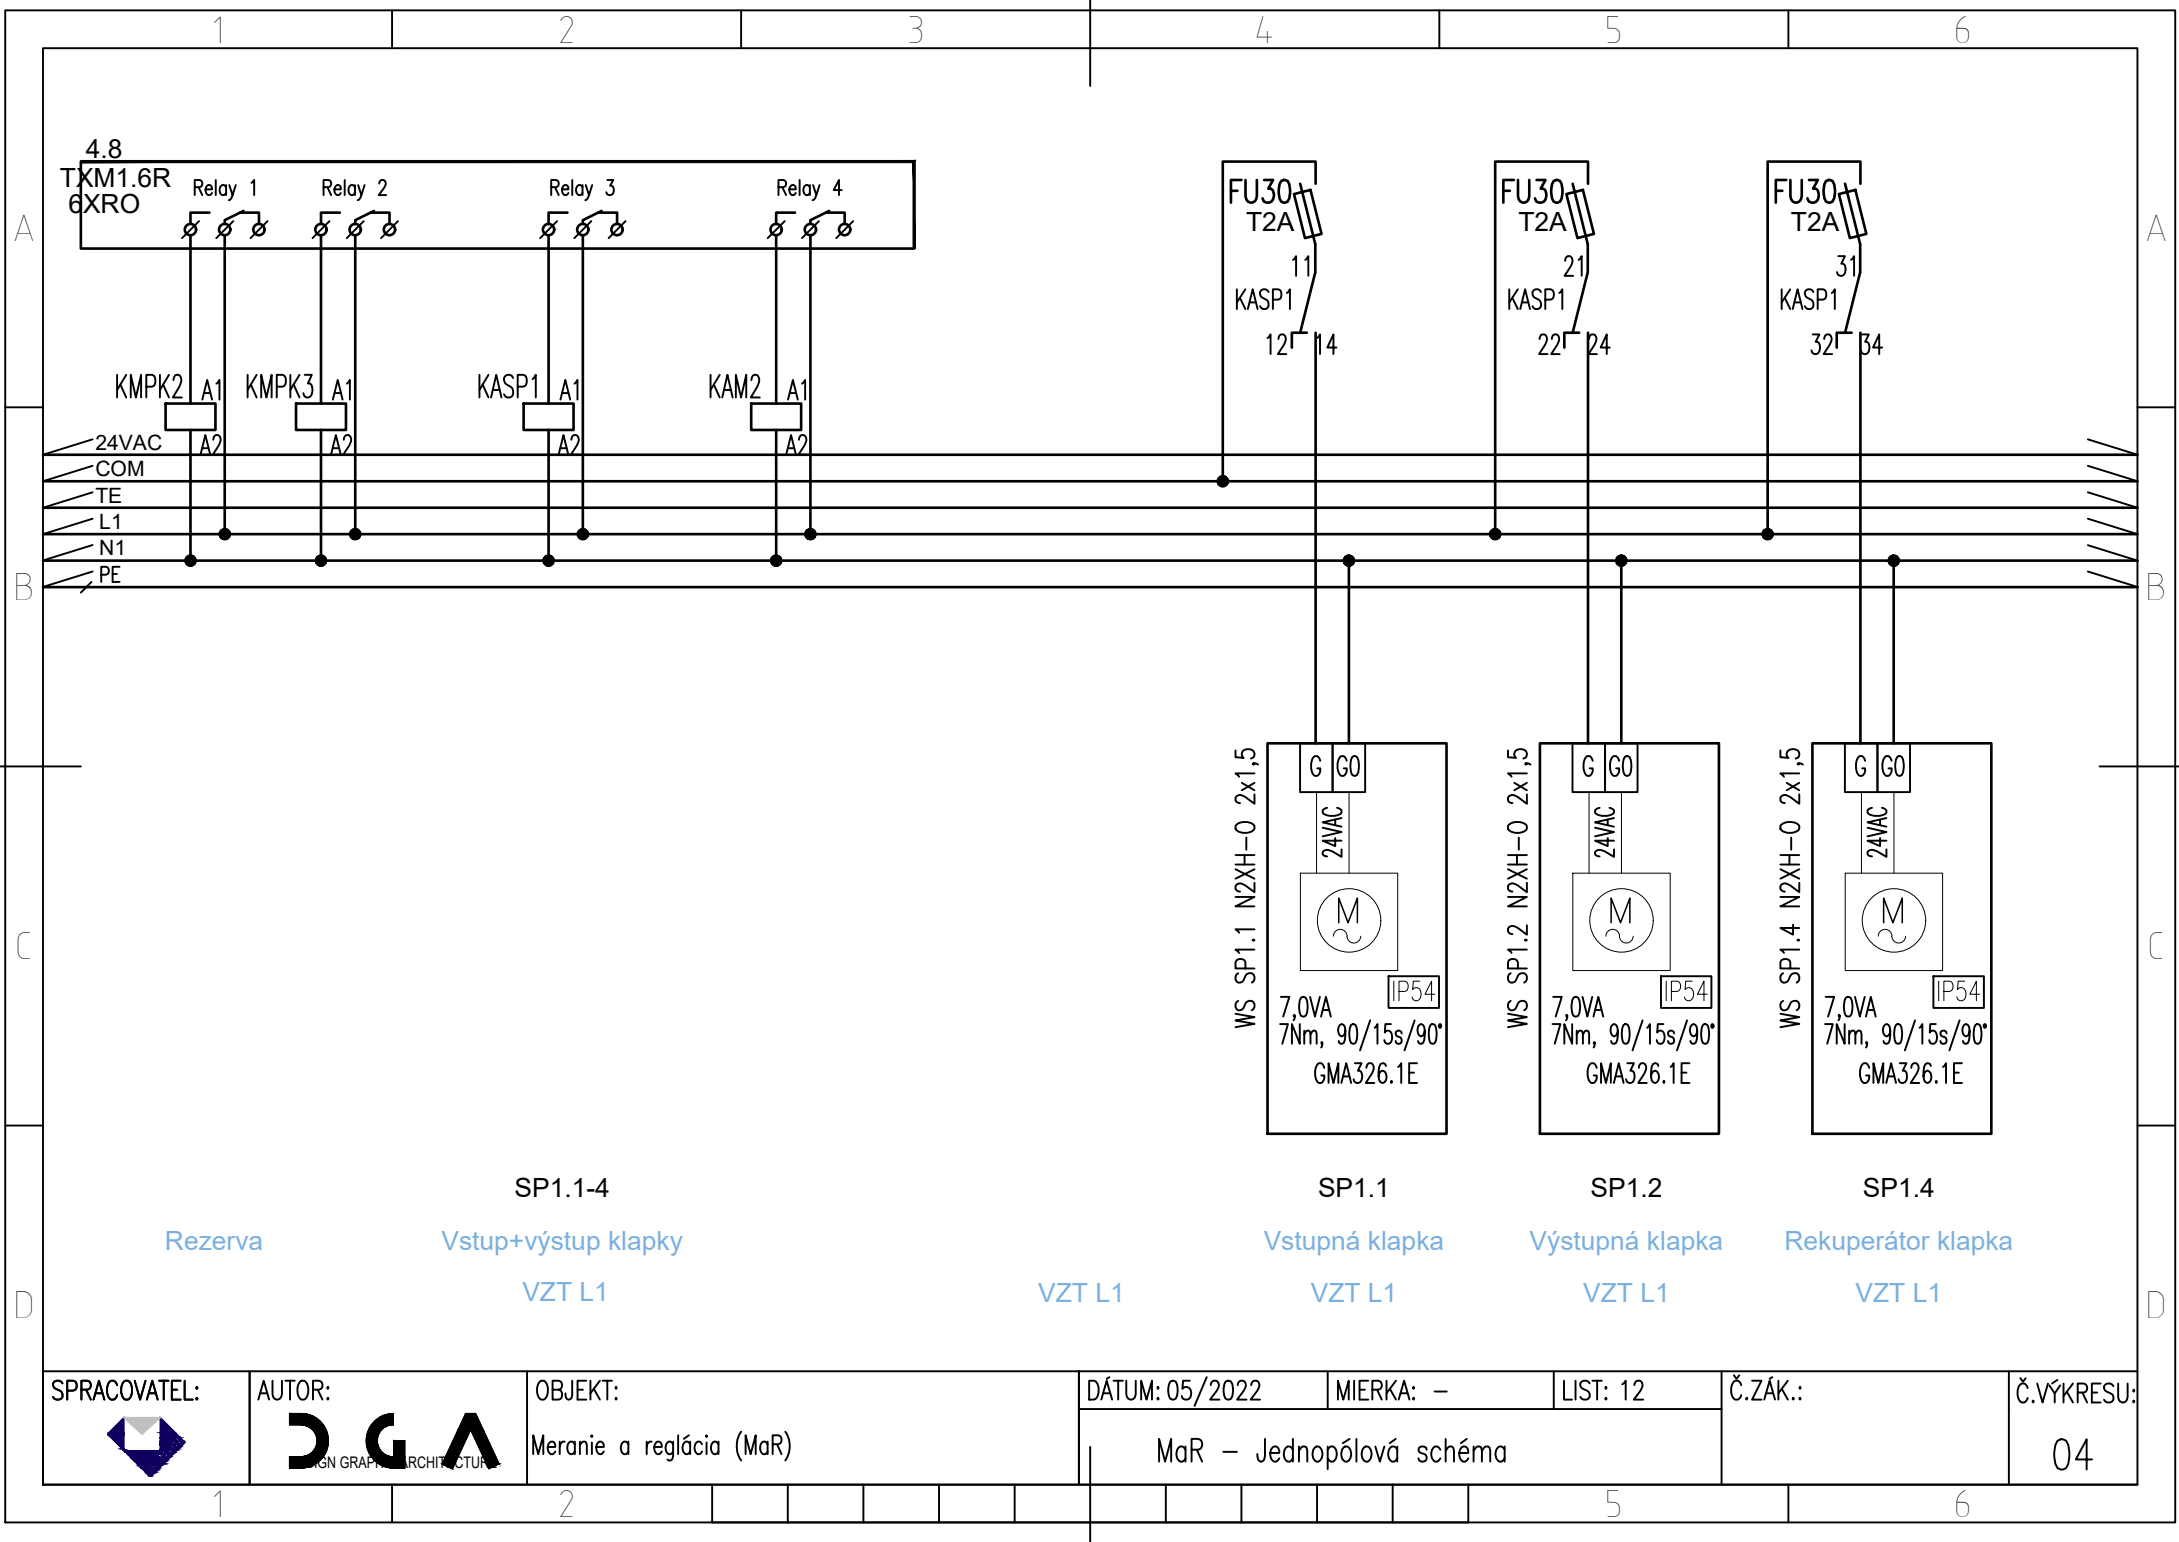 1 2 3 4 5 6
4.8
TXM1.6R
6XRO
Relay 1 Relay 2 Relay 3 Relay 4
FU30 FU30 FU30
T2A T2A T2A
A A
11 21 31
KASP1 KASP1 KASP1
12 14 22 24 32 34
KMPK2 A1 KMPK3 A1 KASP1 A1 KAM2 A1
A2 A2 A2 A2
24VAC
COM
TE
L1
N1
PE
B B
G G0 G G0 G G0
24VAC 24VAC 24VAC
WS SP1.1 N2XH-O 2x1,5
WS SP1.2 N2XH-O 2x1,5
WS SP1.4 N2XH-O 2x1,5
M M M
C C
IP54 IP54 IP54
7,0VA 7,0VA 7,0VA
7Nm, 90/15s/90° 7Nm, 90/15s/90° 7Nm, 90/15s/90°
GMA326.1E GMA326.1E GMA326.1E
SP1.1-4 SP1.1 SP1.2 SP1.4
Rezerva Vstup+výstup klapky Vstupná klapka Výstupná klapka Rekuperátor klapka
VZT L1 VZT L1 VZT L1 VZT L1 VZT L1
D D
SPRACOVATEL: AUTOR: OBJEKT: DÁTUM: 05/2022 MIERKA: - LIST: 12 Č.ZÁK.: Č.VÝKRESU:
DGA
Meranie a reglácia (MaR) MaR - Jednopólová schéma 04
1 2 5 6